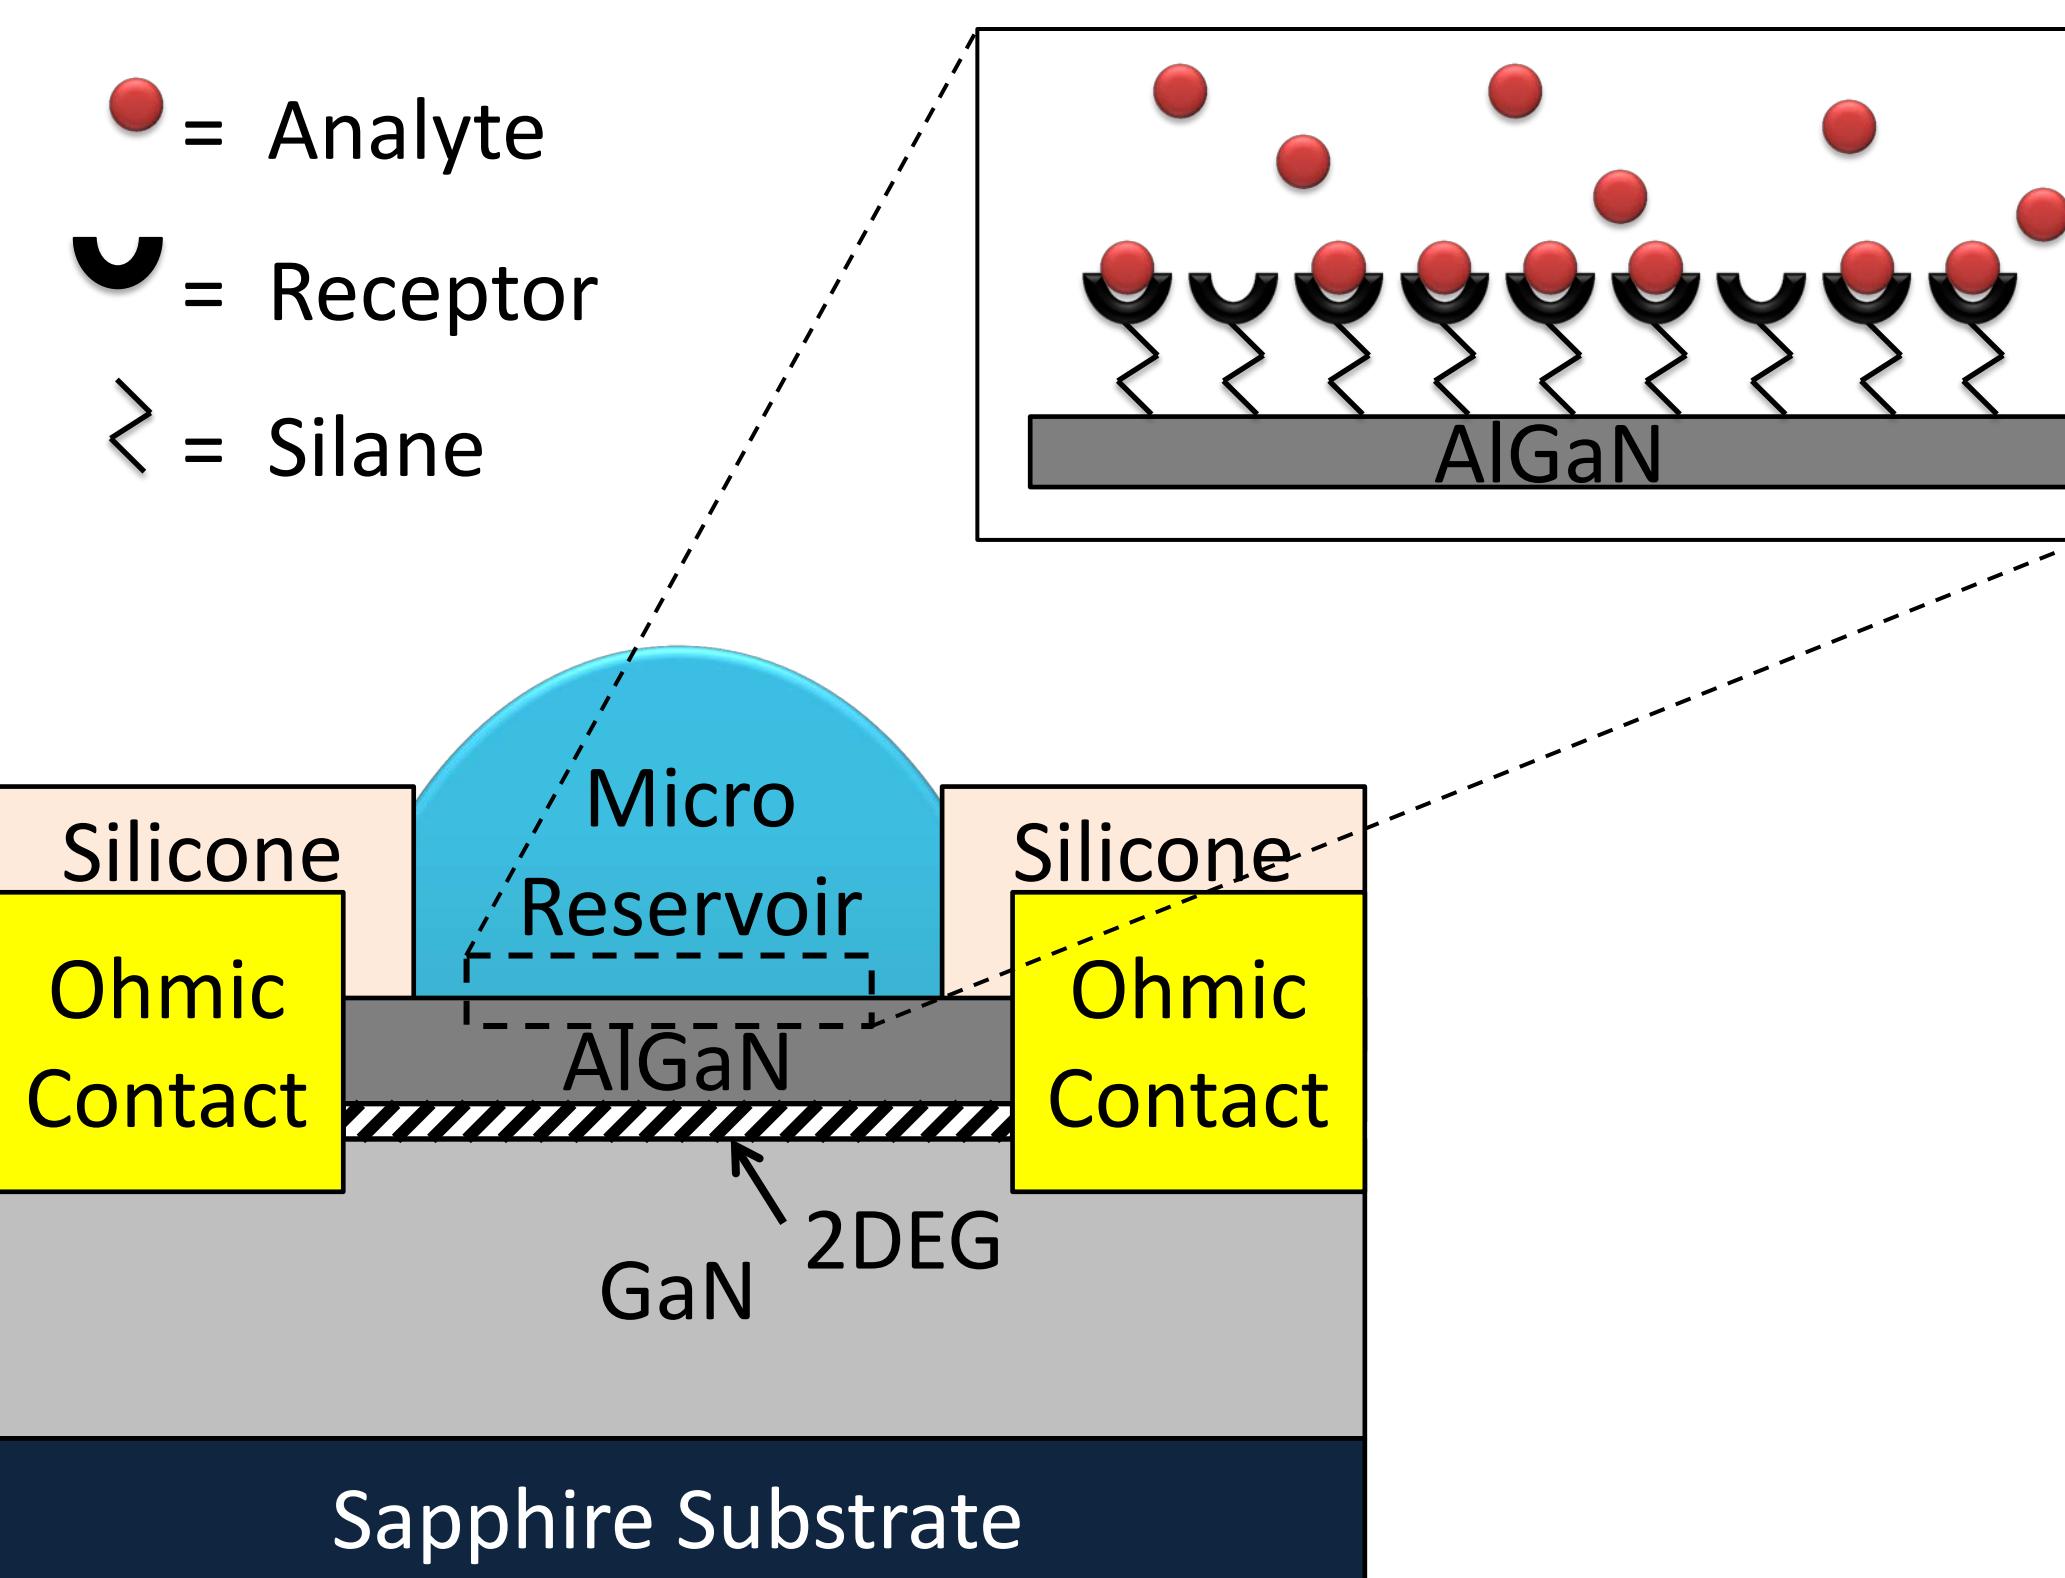 = Analyte
= Receptor
= Silane
AlGaN
Micro
Reservoir
Silicone
Silicone
Ohmic
Contact
Ohmic
Contact
AlGaN
2DEG
GaN
Sapphire Substrate